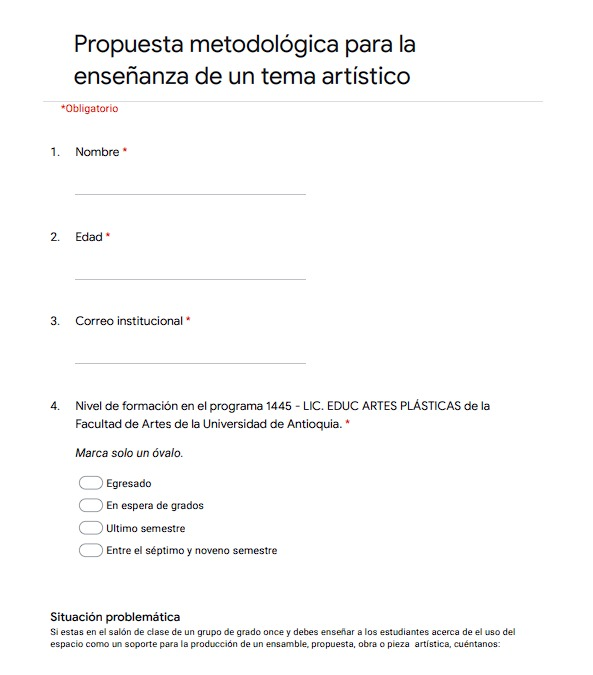 Propuesta metodológica para la
enseñanza de un tema artístico
*Obligatorio
1. Nombre *
2. Edad *
3. Correo institucional *
4. Nivel de formación en el programa 1445 - LIC. EDUC ARTES PLÁSTICAS de la
Facultad de Artes de la Universidad de Antioquia. *
Marca solo un óvalo.
Egresado
En espera de grados
Ultimo semestre
Entre el séptimo y noveno semestre
Situación problemática
Si estas en el salón de clase de un grupo de grado once y debes enseñar a los estudiantes acerca de el uso del
espacio como un soporte para la producción de un ensamble, propuesta, obra o pieza artística, cuéntanos: